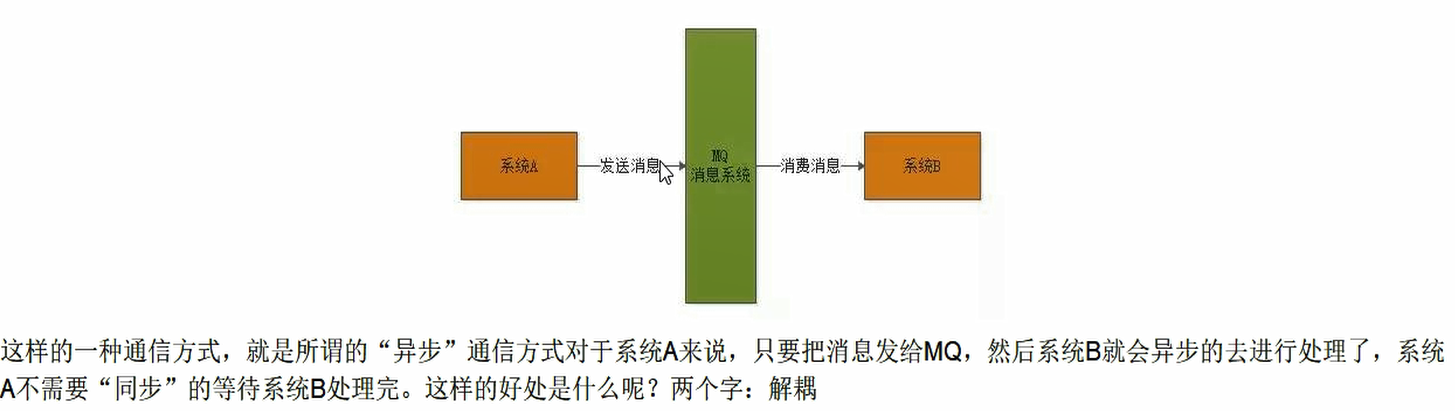 系统A
发送消息
MQ
消息系统
消费消息
系统B
这样的一种通信方式，就是所谓的“异步”通信方式对于系统A来说，只要把消息发给MQ，然后系统B就会异步的去进行处理了，系统
A不需要“同步”的等待系统B处理完。这样的好处是什么呢？两个字：解耦